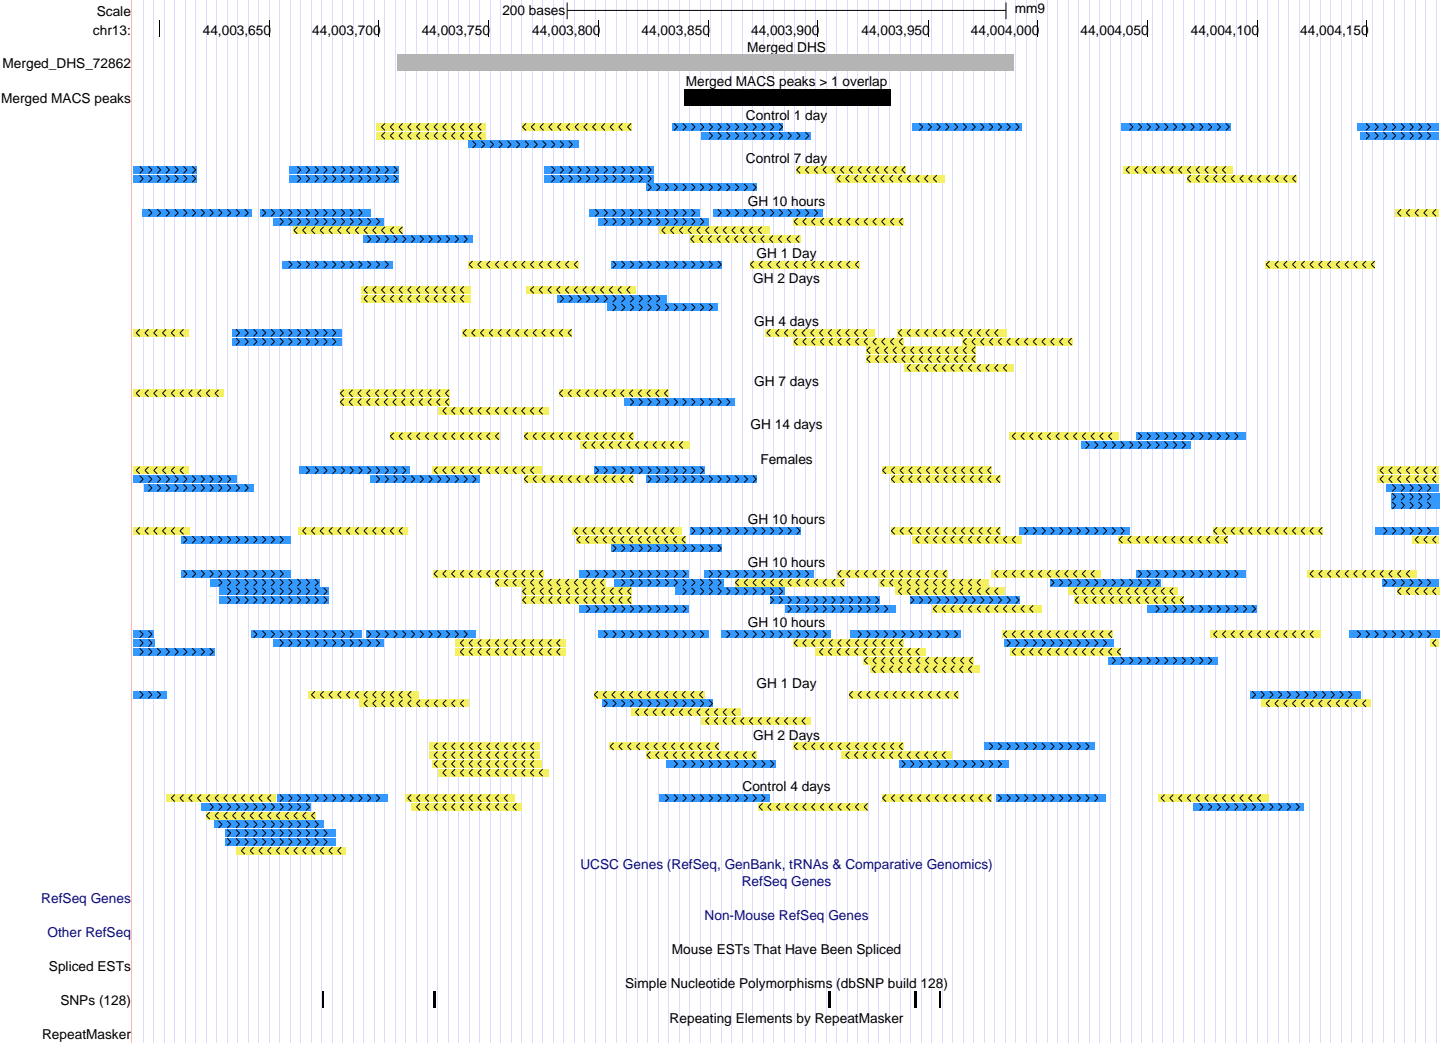 Scale 200 bases mm9
chr13: 44,003,650 44,003,700 44,003,750 44,003,800 44,003,850 44,003,900 44,003,950 44,004,000 44,004,050 44,004,100 44,004,150
Merged DHS
Merged_DHS_72862
Merged MACS peaks > 1 overlap
Merged MACS peaks
Control 1 day
Control 7 day
GH 10 hours
GH 1 Day
GH 2 Days
GH 4 days
GH 7 days
GH 14 days
Females
GH 10 hours
GH 10 hours
GH 10 hours
GH 1 Day
GH 2 Days
Control 4 days
UCSC Genes (RefSeq, GenBank, tRNAs & Comparative Genomics)
RefSeq Genes
RefSeq Genes
Non-Mouse RefSeq Genes
Other RefSeq
Mouse ESTs That Have Been Spliced
Spliced ESTs
Simple Nucleotide Polymorphisms (dbSNP build 128)
SNPs (128)
Repeating Elements by RepeatMasker
RepeatMasker